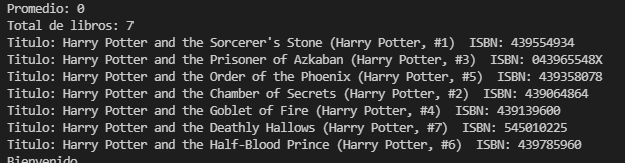 Promedio: 0
Total de libros: 7
Titulo: Harry Potter and the Sorcerer's Stone (Harry Potter, #1)  ISBN: 439554934
Titulo: Harry Potter and the Prisoner of Azkaban (Harry Potter, #3)  ISBN: 043965548X
Titulo: Harry Potter and the Order of the Phoenix (Harry Potter, #5)  ISBN: 439358078
Titulo: Harry Potter and the Chamber of Secrets (Harry Potter, #2)  ISBN: 439064864
Titulo: Harry Potter and the Goblet of Fire (Harry Potter, #4)  ISBN: 439139600
Titulo: Harry Potter and the Deathly Hallows (Harry Potter, #7)  ISBN: 545010225
Titulo: Harry Potter and the Half-Blood Prince (Harry Potter, #6)  ISBN: 439785960
Bienvenido